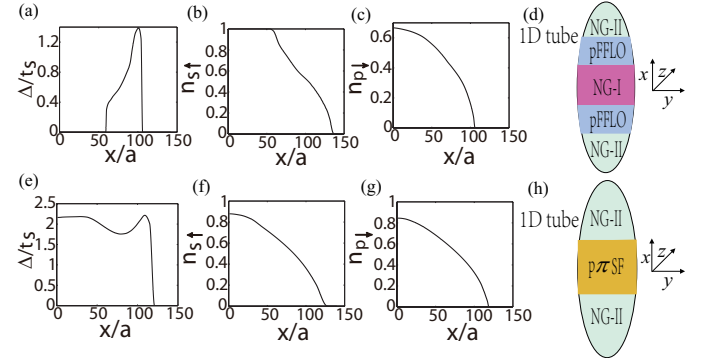 (a)
Δ/ts
1.4
1.2
0.8
0.4
0
0
50
100
150
x/a
(b)
ns↑
1
0.8
0.6
0.4
0.2
0
0
50
100
150
x/a
(c)
np↓
0.6
0.4
0.2
0
0
50
100
150
x/a
(d)
1D tube
NG-II
pFFLO
NG-I
pFFLO
NG-II
x
z
y
(e)
Δ/ts
2.5
2
1.5
1
0.5
0
0
50
100
150
x/a
(f)
ns↑
1
0.8
0.6
0.4
0.2
0
0
50
100
150
x/a
(g)
np↓
1
0.8
0.6
0.4
0.2
0
0
50
100
150
x/a
(h)
1D tube
NG-II
pπSF
NG-II
x
z
y